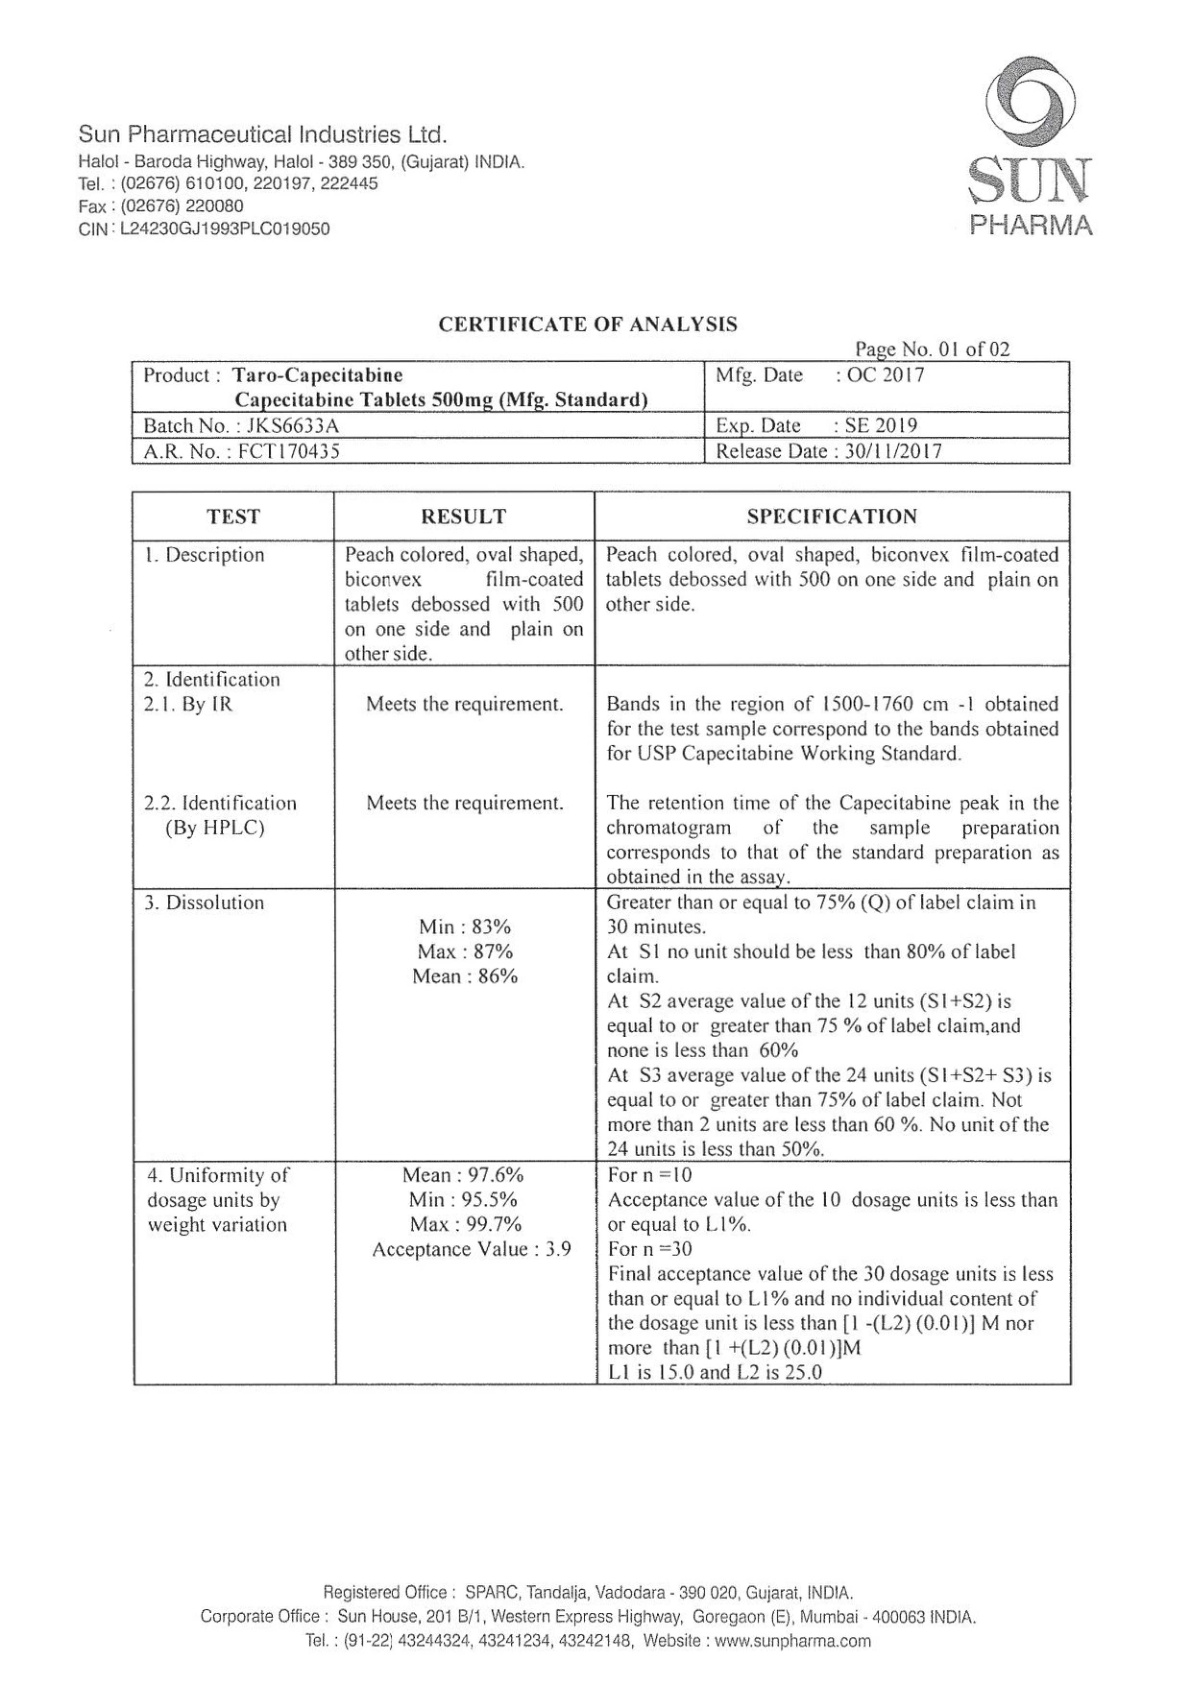 Sun Pharmaceutical Industries Ltd.
Halol - Baroda Highway, Halol - 389 350, (Gujarat) INDIA.
Tel. : (02676) 610100, 220197, 222445
Fax : (02676) 220080
CIN : L24230GJ1993PLC019050
SUN
PHARMA
CERTIFICATE OF ANALYSIS
Page No. 01 of 02
Product : Taro-Capecitabine
Capecitabine Tablets 500mg (Mfg. Standard)
Mfg. Date : OC 2017
Batch No. : JKS6633A
Exp. Date : SE 2019
A.R. No. : FCT170435
Release Date : 30/11/2017
TEST
RESULT
SPECIFICATION
1. Description
Peach colored, oval shaped,
biconvex film-coated
tablets debossed with 500
on one side and plain on
other side.
Peach colored, oval shaped, biconvex film-coated
tablets debossed with 500 on one side and plain on
other side.
2. Identification
2.1. By IR
Meets the requirement.
Bands in the region of 1500-1760 cm -1 obtained
for the test sample correspond to the bands obtained
for USP Capecitabine Working Standard.
2.2. Identification
(By HPLC)
Meets the requirement.
The retention time of the Capecitabine peak in the
chromatogram of the sample preparation
corresponds to that of the standard preparation as
obtained in the assay.
3. Dissolution
Min : 83%
Max : 87%
Mean : 86%
Greater than or equal to 75% (Q) of label claim in
30 minutes.
At S1 no unit should be less than 80% of label
claim.
At S2 average value of the 12 units (S1+S2) is
equal to or greater than 75 % of label claim,and
none is less than 60%
At S3 average value of the 24 units (S1+S2+ S3) is
equal to or greater than 75% of label claim. Not
more than 2 units are less than 60 %. No unit of the
24 units is less than 50%.
4. Uniformity of
dosage units by
weight variation
Mean : 97.6%
Min : 95.5%
Max : 99.7%
Acceptance Value : 3.9
For n =10
Acceptance value of the 10 dosage units is less than
or equal to L1%.
For n =30
Final acceptance value of the 30 dosage units is less
than or equal to L1% and no individual content of
the dosage unit is less than [1 -(L2) (0.01)] M nor
more than [1 +(L2) (0.01)]M
L1 is 15.0 and L2 is 25.0
Registered Office : SPARC, Tandalja, Vadodara - 390 020, Gujarat, INDIA.
Corporate Office : Sun House, 201 B/1, Western Express Highway, Goregaon (E), Mumbai - 400063 INDIA.
Tel. : (91-22) 43244324, 43241234, 43242148, Website : www.sunpharma.com